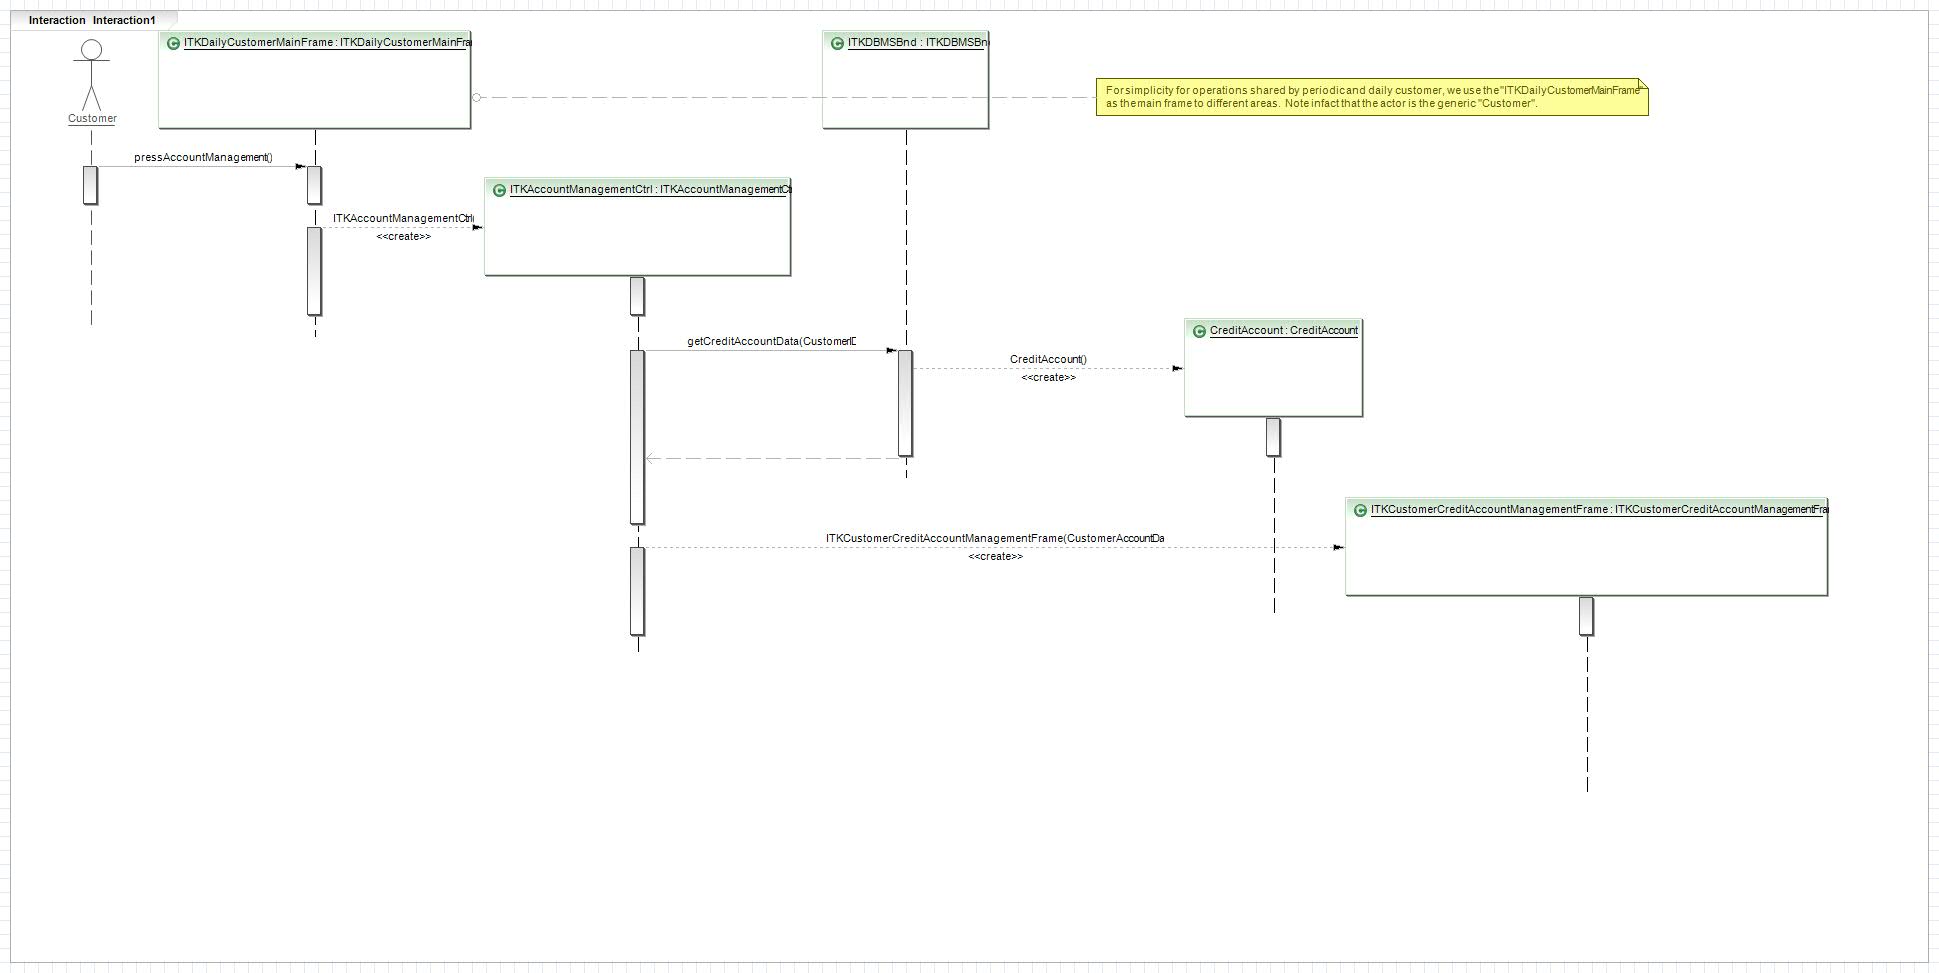 Interaction Interaction1
ITKDailyCustomerMainFrame : ITKDailyCustomerMainFra
ITKDBMSBnd : ITKDBMSBn
For simplicity for operations shared by periodic and daily customer, we use the "ITKDailyCustomerMainFrame"
as the main frame to different areas. Note infact that the actor is the generic "Customer".
Customer
pressAccountManagement()
ITKAccountManagementCtrl : ITKAccountManagementCt
ITKAccountManagementCtrl(
<<create>>
CreditAccount : CreditAccount
getCreditAccountData(CustomerID
CreditAccount()
<<create>>
ITKCustomerCreditAccountManagementFrame : ITKCustomerCreditAccountManagementFra
ITKCustomerCreditAccountManagementFrame(CustomerAccountDa
<<create>>